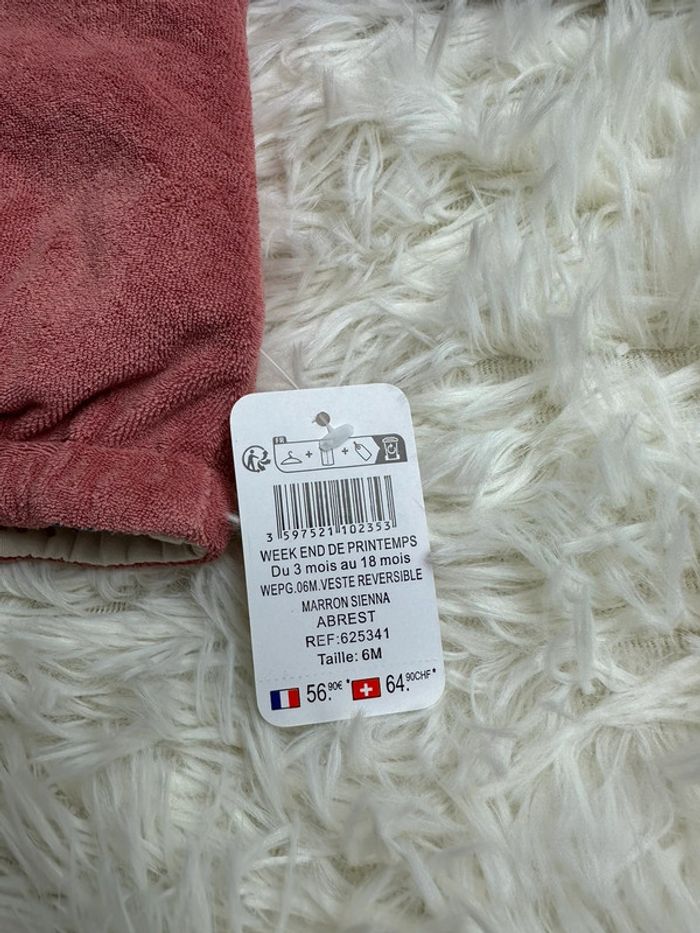 FR
3 597521 102353
WEEK END DE PRINTEMPS
Du 3 mois au 18 mois
WEPG.06M.VESTE REVERSIBLE
MARRON SIENNA
ABREST
REF:625341
Taille: 6M
56.90€* 64.90CHF*